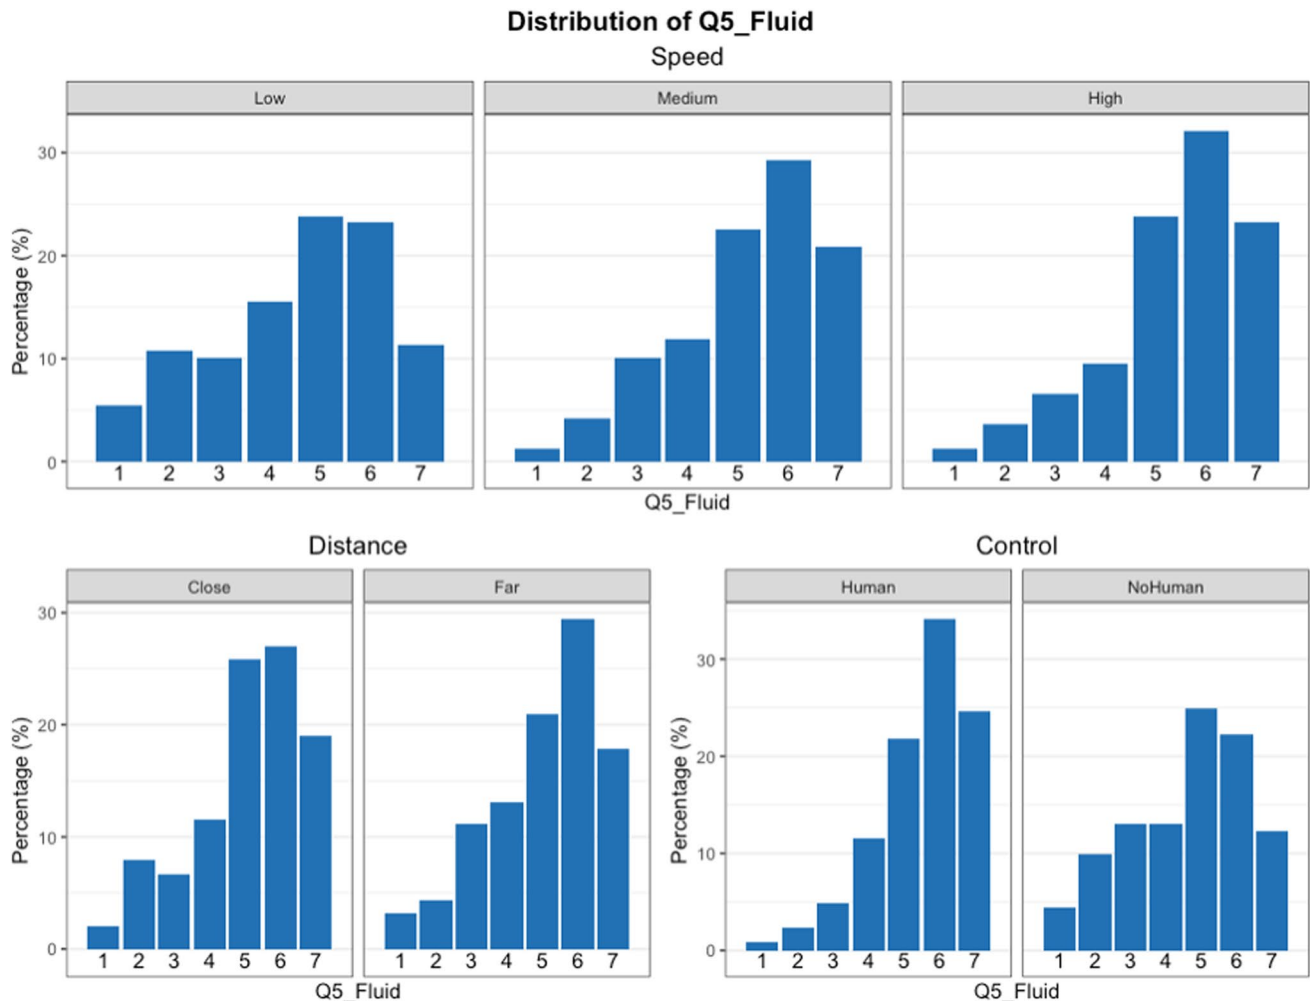 Distribution of Q5_Fluid
Speed
Low Medium High
Percentage (%)
30
20
10
0
1 2 3 4 5 6 7 1 2 3 4 5 6 7 1 2 3 4 5 6 7
Q5_Fluid
Distance
Close Far
Percentage (%)
30
20
10
0
1 2 3 4 5 6 7 1 2 3 4 5 6 7
Q5_Fluid
Control
Human NoHuman
Percentage (%)
30
20
10
0
1 2 3 4 5 6 7 1 2 3 4 5 6 7
Q5_Fluid